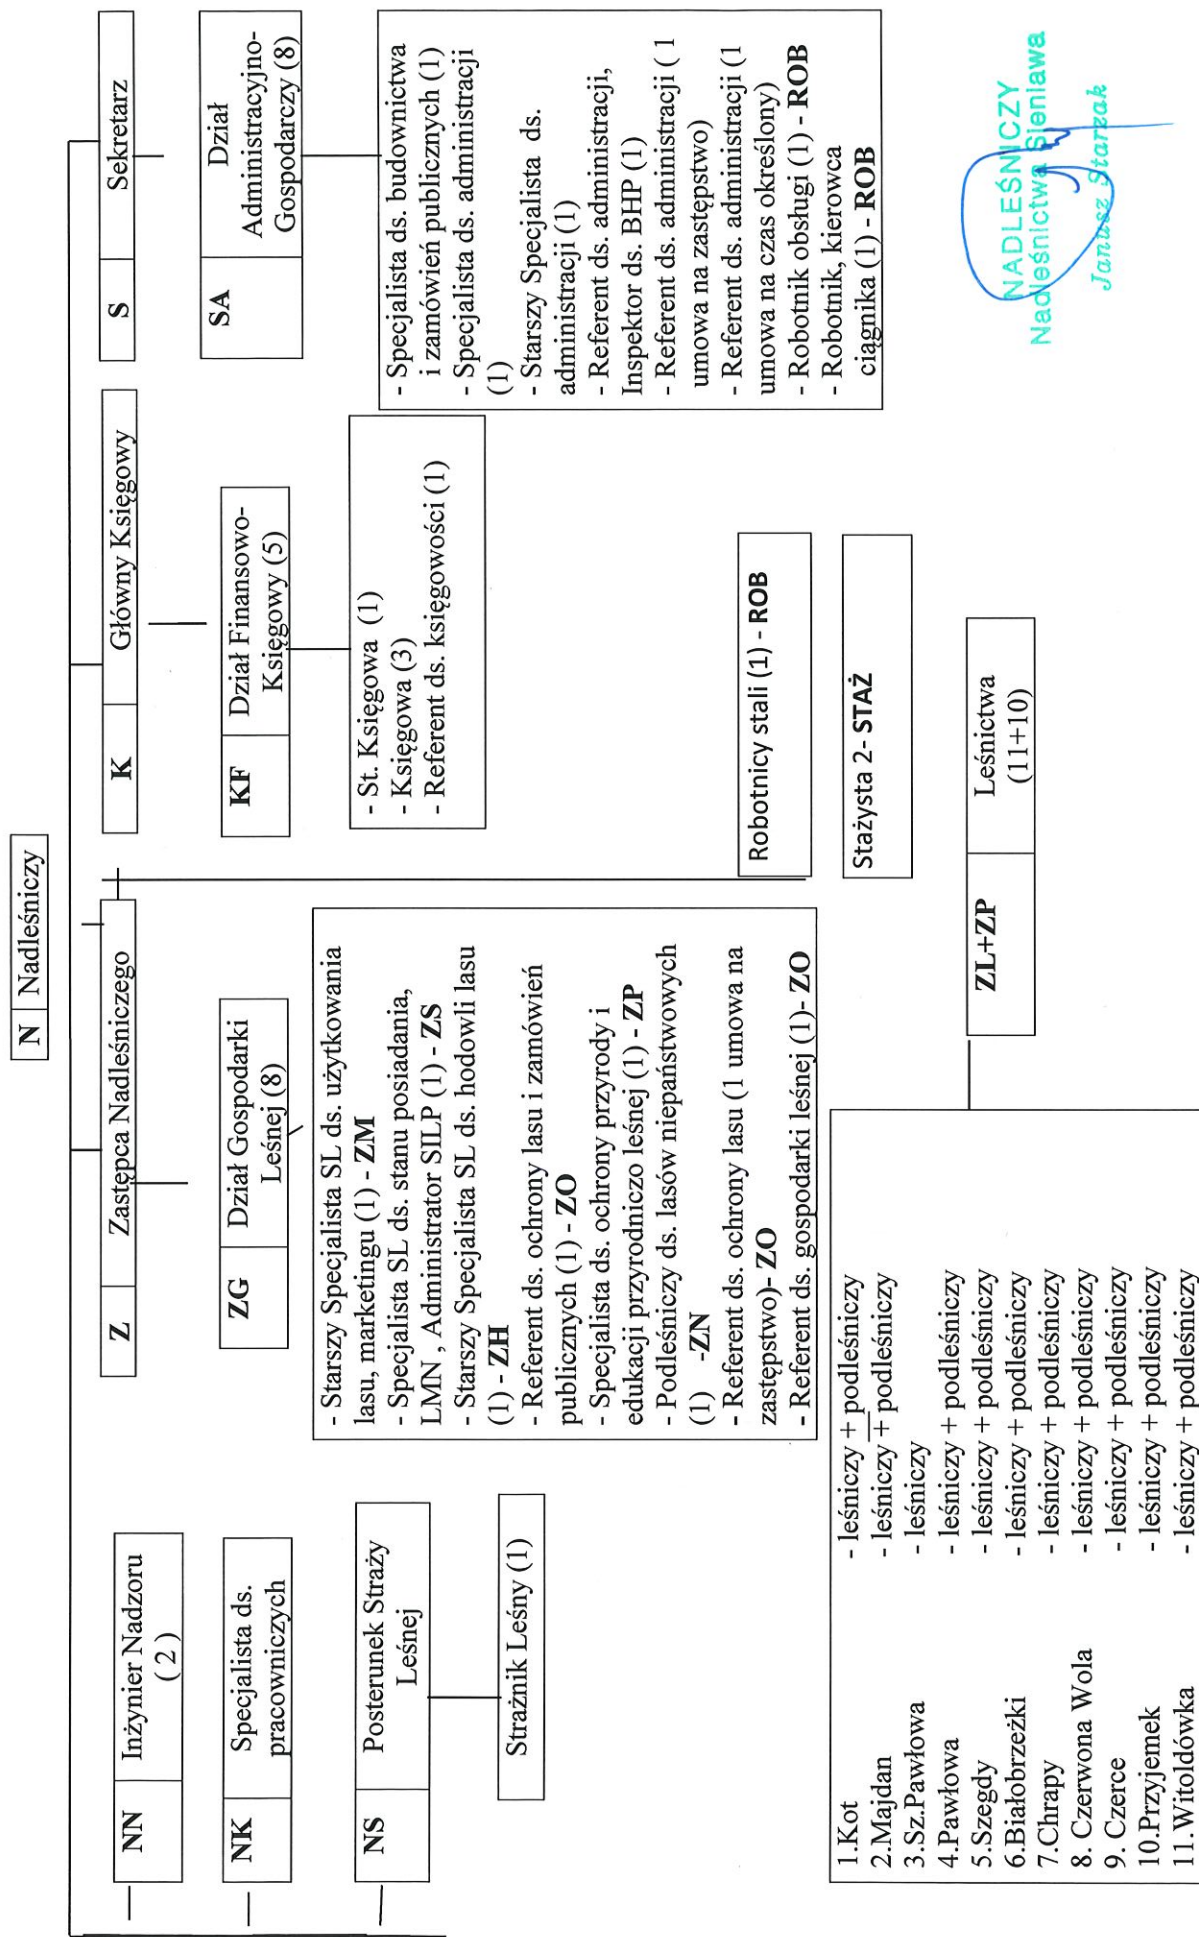 N Nadleśniczy
NN Inżynier Nadzoru
( 2 )
NK Specjalista ds.
pracowniczych
NS Posterunek Straży
Leśnej
Strażnik Leśny (1)
Z Zastępca Nadleśniczego
ZG Dział Gospodarki
Leśnej (8)
- Starszy Specjalista SL ds. użytkowania
lasu, marketingu (1) - ZM
- Specjalista SL ds. stanu posiadania,
LMN , Administrator SILP (1) - ZS
- Starszy Specjalista SL ds. hodowli lasu
(1) - ZH
- Referent ds. ochrony lasu i zamówień
publicznych (1) - ZO
- Specjalista ds. ochrony przyrody i
edukacji przyrodniczo leśnej (1) - ZP
- Podleśniczy ds. lasów niepaństwowych
(1) -ZN
- Referent ds. ochrony lasu (1 umowa na
zastępstwo)- ZO
- Referent ds. gospodarki leśnej (1)- ZO
K Główny Księgowy
KF Dział Finansowo-
Księgowy (5)
- St. Księgowa (1)
- Księgowa (3)
- Referent ds. księgowości (1)
S Sekretarz
SA Dział
Administracyjno-
Gospodarczy (8)
- Specjalista ds. budownictwa
i zamówień publicznych (1)
- Specjalista ds. administracji
(1)
- Starszy Specjalista ds.
administracji (1)
- Referent ds. administracji,
Inspektor ds. BHP (1)
- Referent ds. administracji ( 1
umowa na zastępstwo)
- Referent ds. administracji (1
umowa na czas określony)
- Robotnik obsługi (1) - ROB
- Robotnik, kierowca
ciągnika (1) - ROB
Robotnicy stali (1) - ROB
Stażysta 2- STAŻ
ZL+ZP Leśnictwa
(11+10)
1.Kot - leśniczy + podleśniczy
2.Majdan - leśniczy + podleśniczy
3.Sz.Pawłowa - leśniczy
4.Pawłowa - leśniczy + podleśniczy
5.Szegdy - leśniczy + podleśniczy
6.Białobrzeżki - leśniczy + podleśniczy
7.Chrapy - leśniczy + podleśniczy
8. Czerwona Wola - leśniczy + podleśniczy
9. Czerce - leśniczy + podleśniczy
10.Przyjemek - leśniczy + podleśniczy
11.Witoldówka - leśniczy + podleśniczy
NADLEŚNICZY
Nadleśnictwa Sieniawa
Janusz Starzak